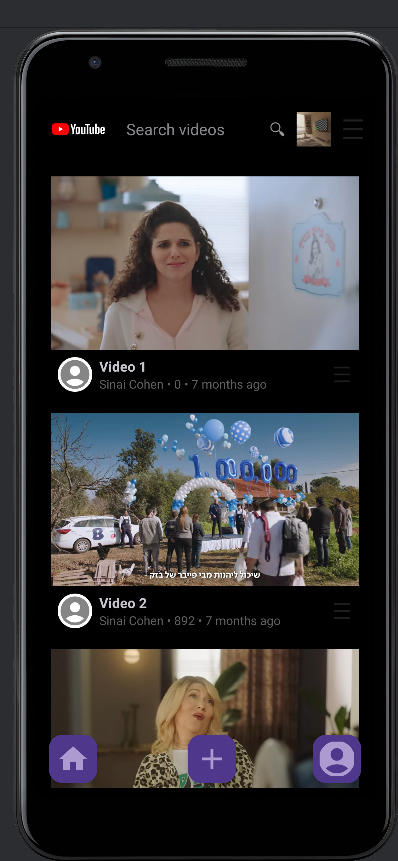 YouTube
Search videos
Video 1
Sinai Cohen • 0 • 7 months ago
1,000,000
B
שיכול ליהנות מבי פייבר של בזק -
Video 2
Sinai Cohen • 892 • 7 months ago